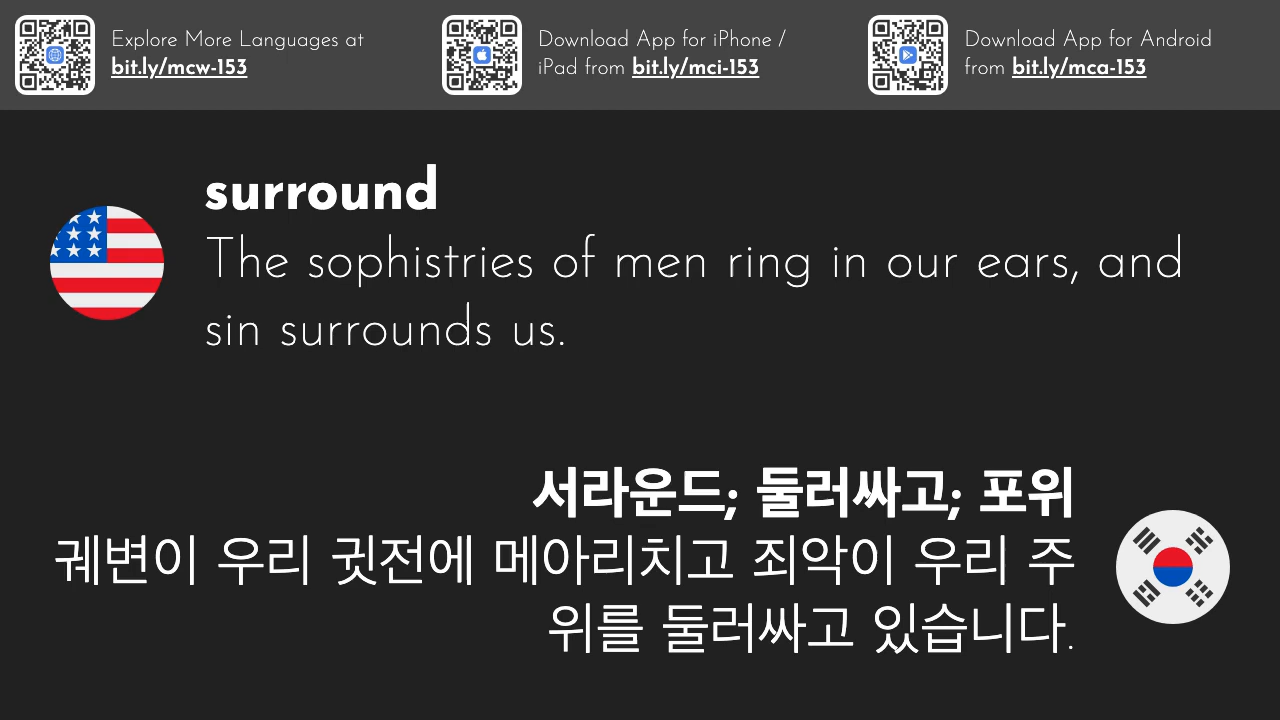 Explore More Languages at
bit.ly/mcw-153
Download App for iPhone /
iPad from bit.ly/mci-153
Download App for Android
from bit.ly/mca-153
surround
The sophistries of men ring in our ears, and
sin surrounds us.
서라운드; 둘러싸고; 포위
궤변이 우리 귓전에 메아리치고 죄악이 우리 주
위를 둘러싸고 있습니다.